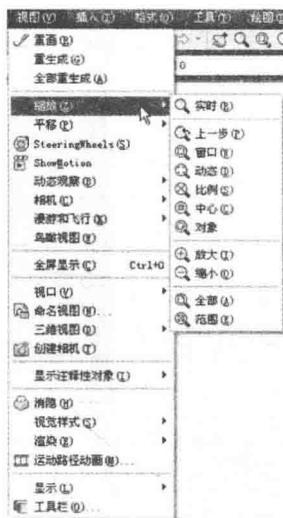 视图(V) 插入(I) 格式(O) 工具(T) 绘图
重画(R)
重生成(G)
全部重生成(A)
缩放(Z)
平移(P)
SteeringWheels(S)
ShowMotion
动态观察(B)
相机(C)
漫游和飞行(K)
鸟瞰视图(W)
全屏显示(C) Ctrl+0
视口(V)
命名视图(N)...
三维视图(D)
创建相机(T)
显示注释性对象(I)
消隐(H)
视觉样式(S)
渲染(E)
运动路径动画(M)...
显示(L)
工具栏(O)...
实时(R)
上一步(P)
窗口(W)
动态(D)
比例(S)
中心(C)
对象
放大(I)
缩小(O)
全部(A)
范围(E)